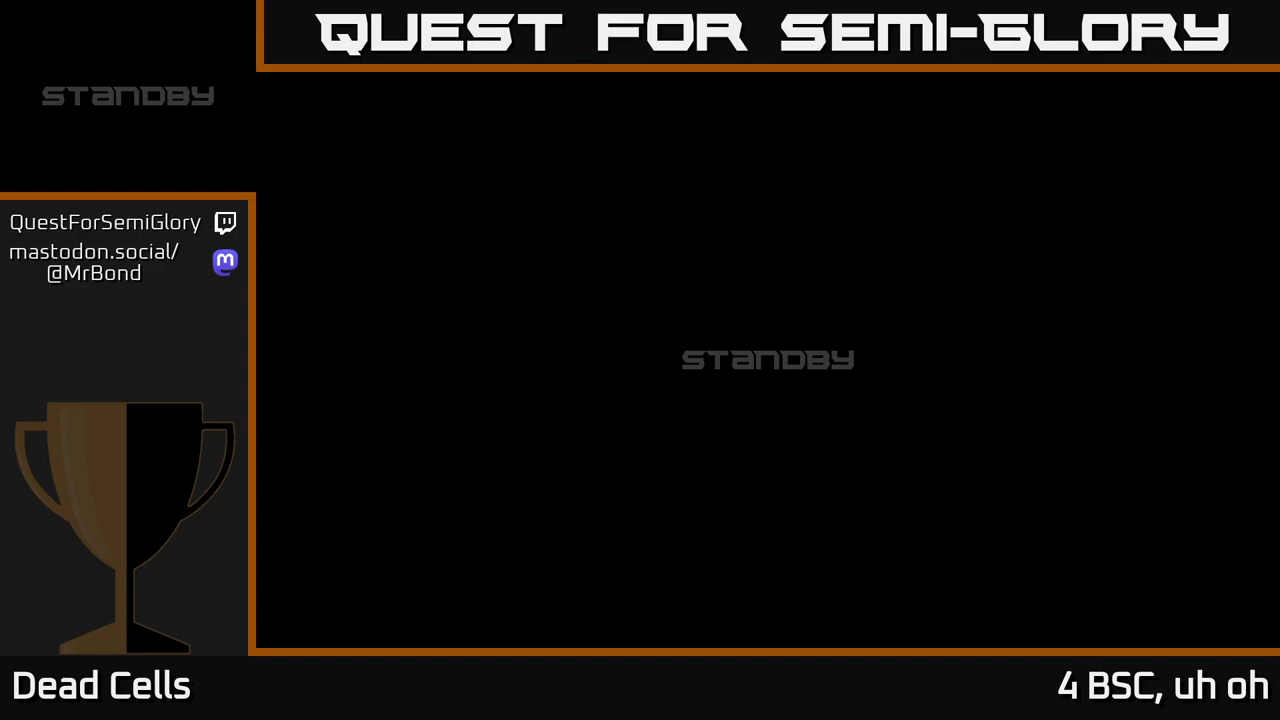 QUEST FOR SEMI-GLORY
STANDBY
QuestForSemiGlory
mastodon.social/
@MrBond
STANDBY
Dead Cells
4 BSC, uh oh